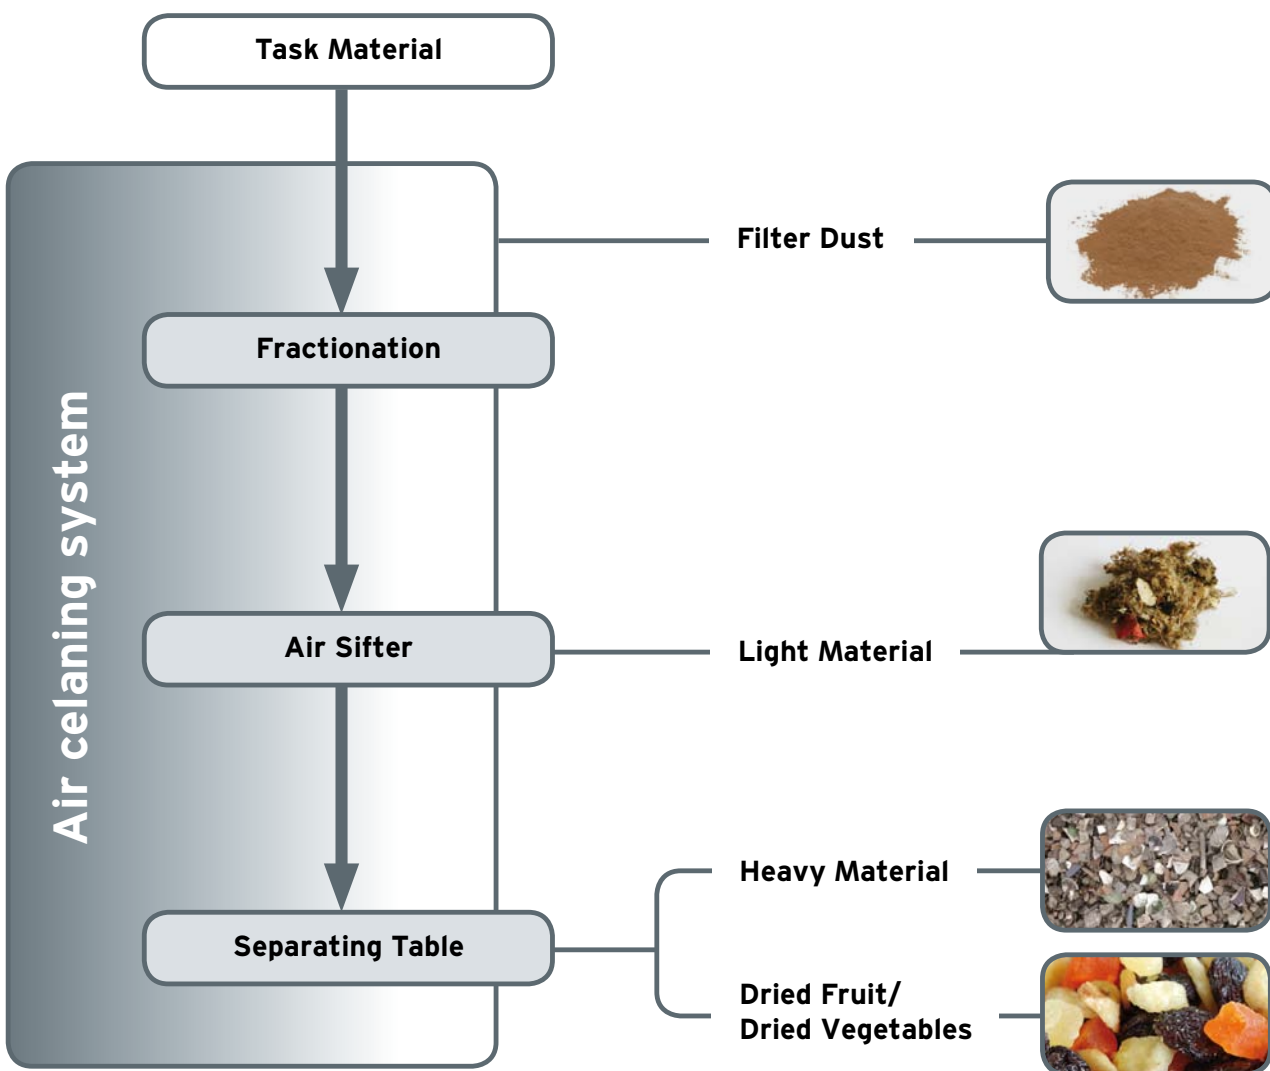 Task Material
Filter Dust
Fractionation
Air celaning system
Air Sifter
Light Material
Heavy Material
Separating Table
Dried Fruit/
Dried Vegetables